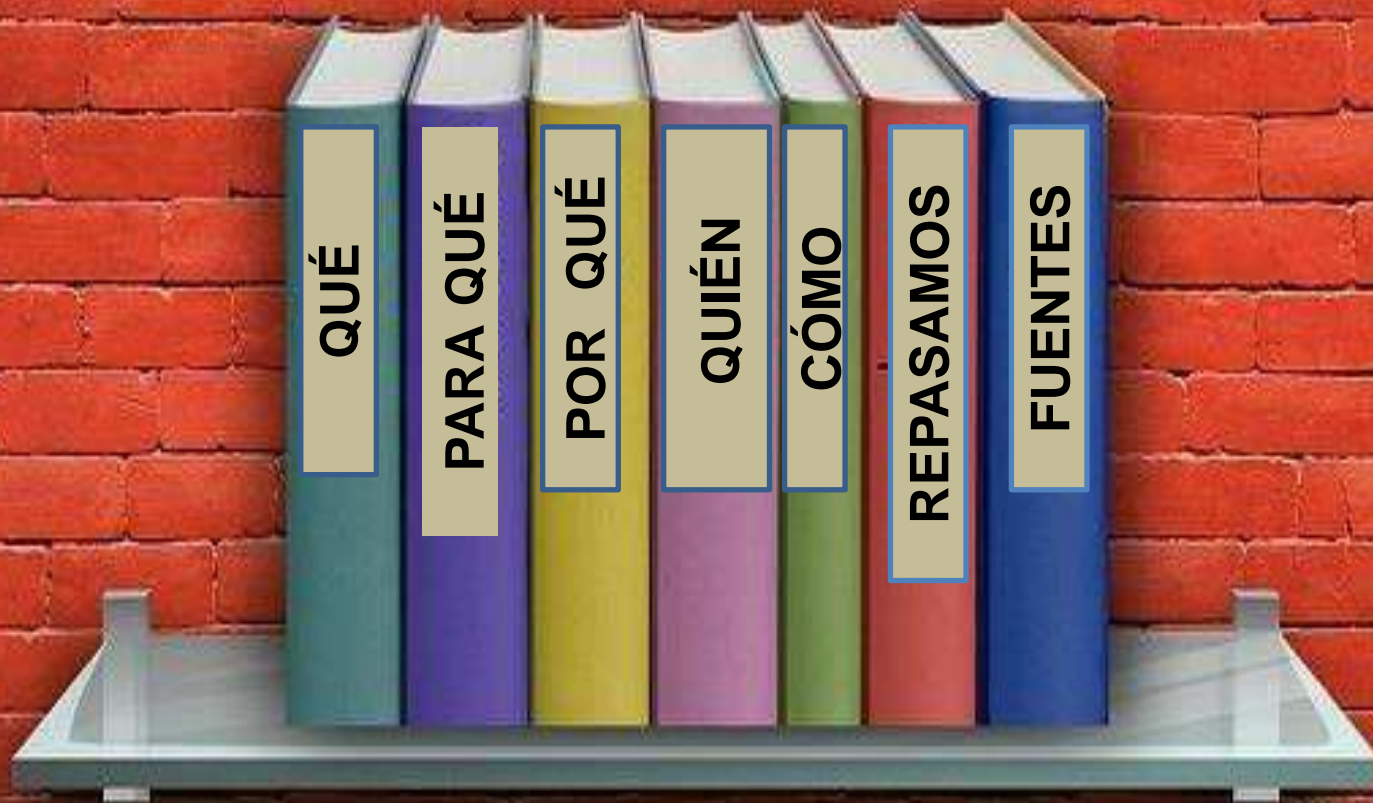 QUÉ
PARA QUÉ
POR QUÉ
QUIÉN
CÓMO
REPASAMOS
FUENTES